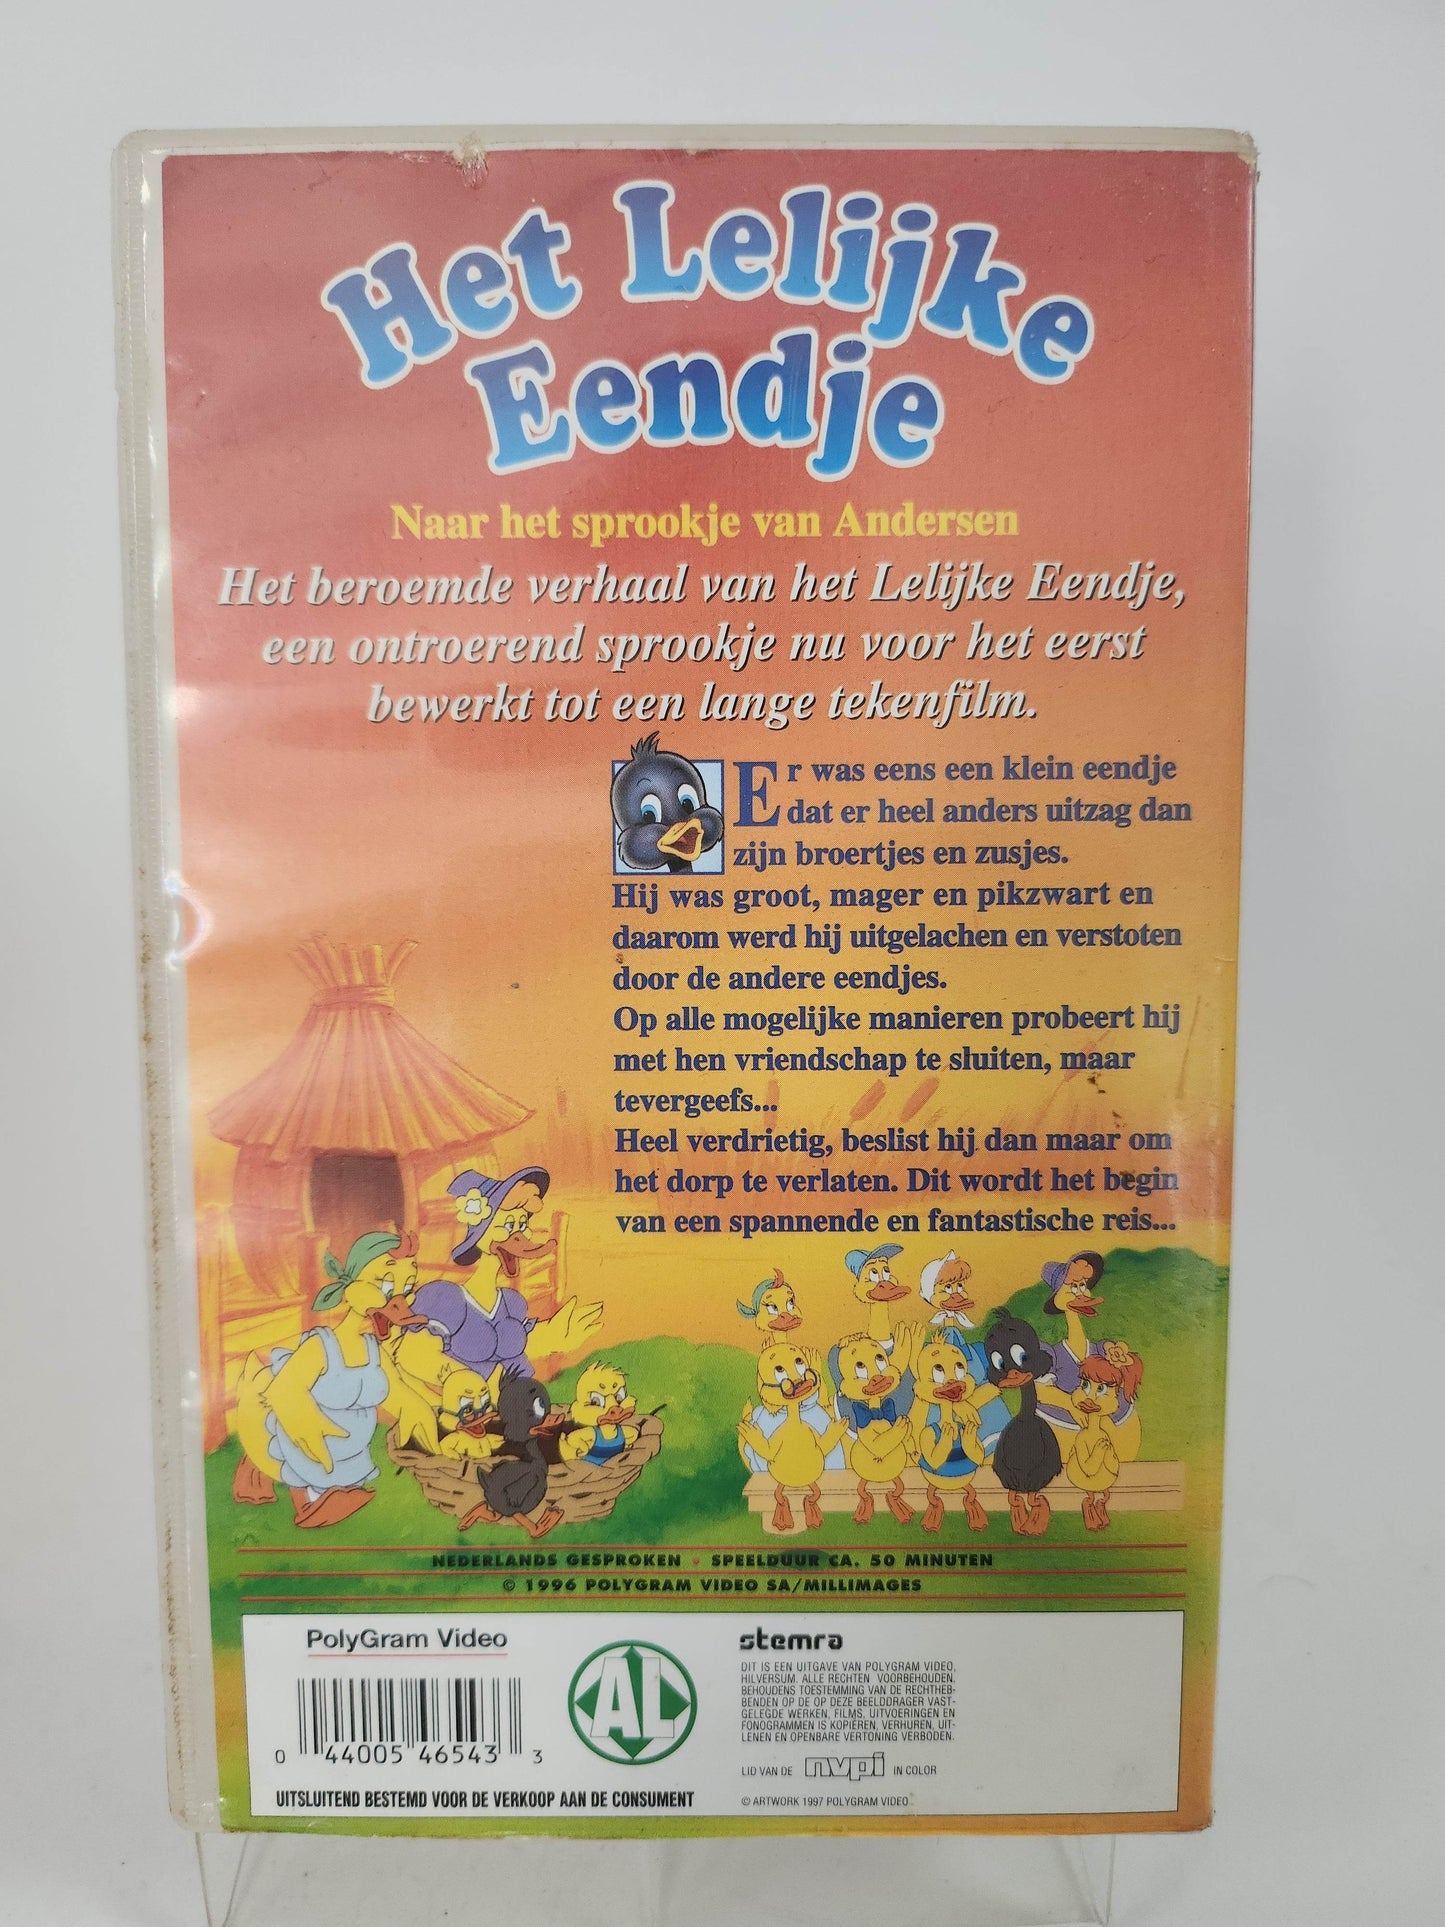 Het Lelijke
Eendje
Naar het sprookje van Andersen
Het beroemde verhaal van het Lelijke Eendje,
een ontroerend sprookje nu voor het eerst
bewerkt tot een lange tekenfilm.
Er was eens een klein eendje
dat er heel anders uitzag dan
zijn broertjes en zusjes.
Hij was groot, mager en pikzwart en
daarom werd hij uitgelachen en verstoten
door de andere eendjes.
Op alle mogelijke manieren probeert hij
met hen vriendschap te sluiten, maar
tevergeefs...
Heel verdrietig, beslist hij dan maar om
het dorp te verlaten. Dit wordt het begin
van een spannende en fantastische reis...
NEDERLANDS GESPROKEN • SPEELDUUR CA. 50 MINUTEN
© 1996 POLYGRAM VIDEO SA/MILLIMAGES
PolyGram Video
0 44005 46543 3
UITSLUITEND BESTEMD VOOR DE VERKOOP AAN DE CONSUMENT
AL
stemra
DIT IS EEN UITGAVE VAN POLYGRAM VIDEO,
HILVERSUM. ALLE RECHTEN VOORBEHOUDEN.
BEHOUDENS TOESTEMMING VAN DE RECHTHEB-
BENDEN OP DE OP DEZE BEELDDRAGER VAST-
GELEGDE WERKEN, FILMS, UITVOERINGEN EN
FONOGRAMMEN IS KOPIËREN, VERHUREN, UIT-
LENEN EN OPENBARE VERTONING VERBODEN.
LID VAN DE nvpi IN COLOR
© ARTWORK 1997 POLYGRAM VIDEO